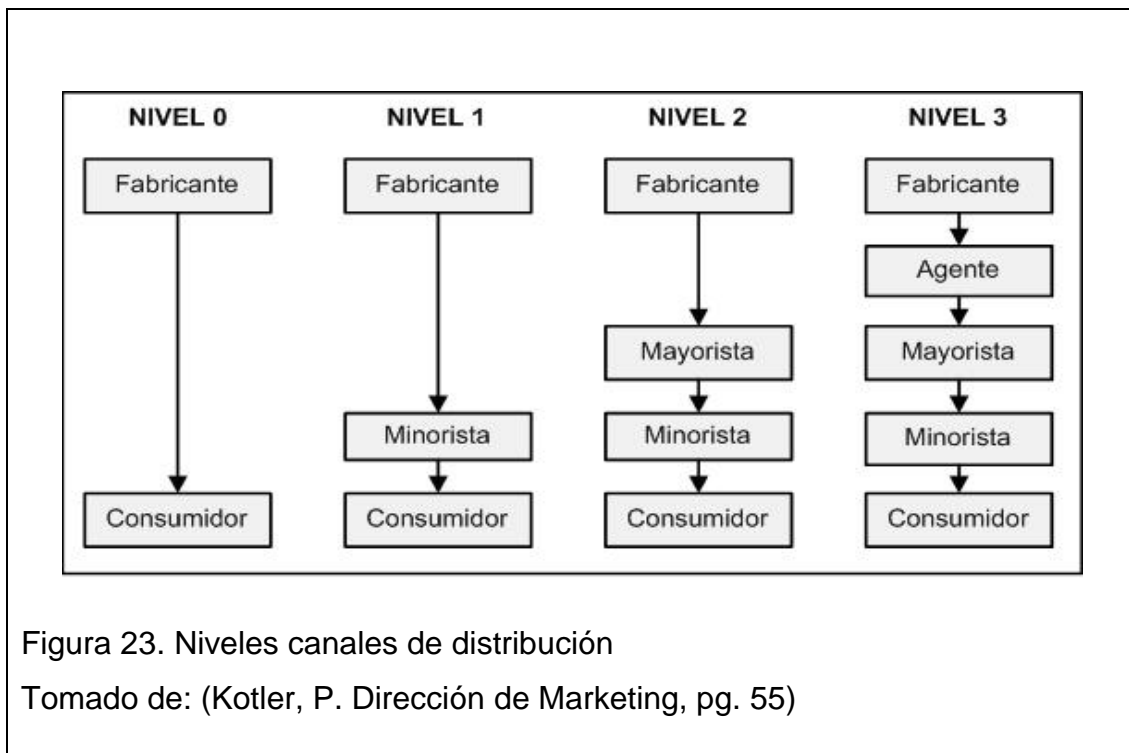 NIVEL 0 NIVEL 1 NIVEL 2 NIVEL 3
Fabricante Fabricante Fabricante Fabricante
Agente
Mayorista Mayorista
Minorista Minorista Minorista
Consumidor Consumidor Consumidor Consumidor
Figura 23. Niveles canales de distribución
Tomado de: (Kotler, P. Dirección de Marketing, pg. 55)